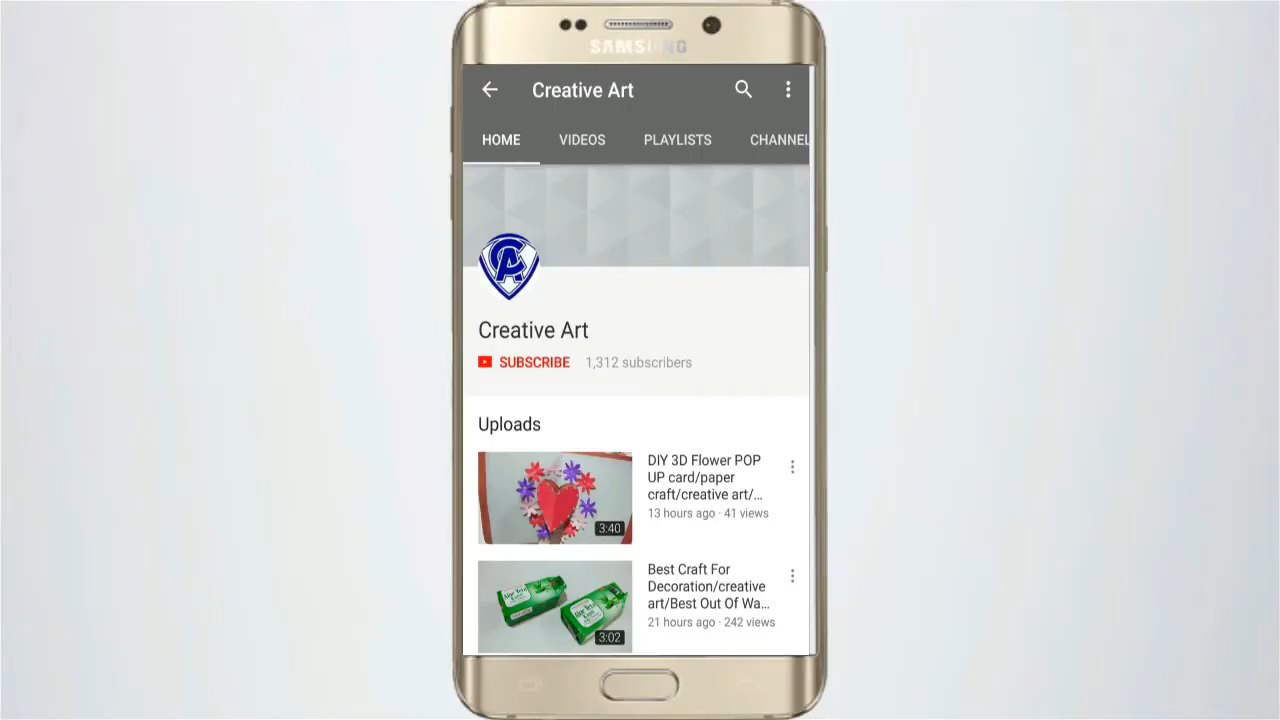 SAMSUNG
Creative Art
HOME VIDEOS PLAYLISTS CHANNEL
CA
Creative Art
SUBSCRIBE 1,312 subscribers
Uploads
DIY 3D Flower POP
UP card/paper
craft/creative art/...
13 hours ago · 41 views
3:40
Best Craft For
Decoration/creative
art/Best Out Of Wa...
21 hours ago · 242 views
3:02